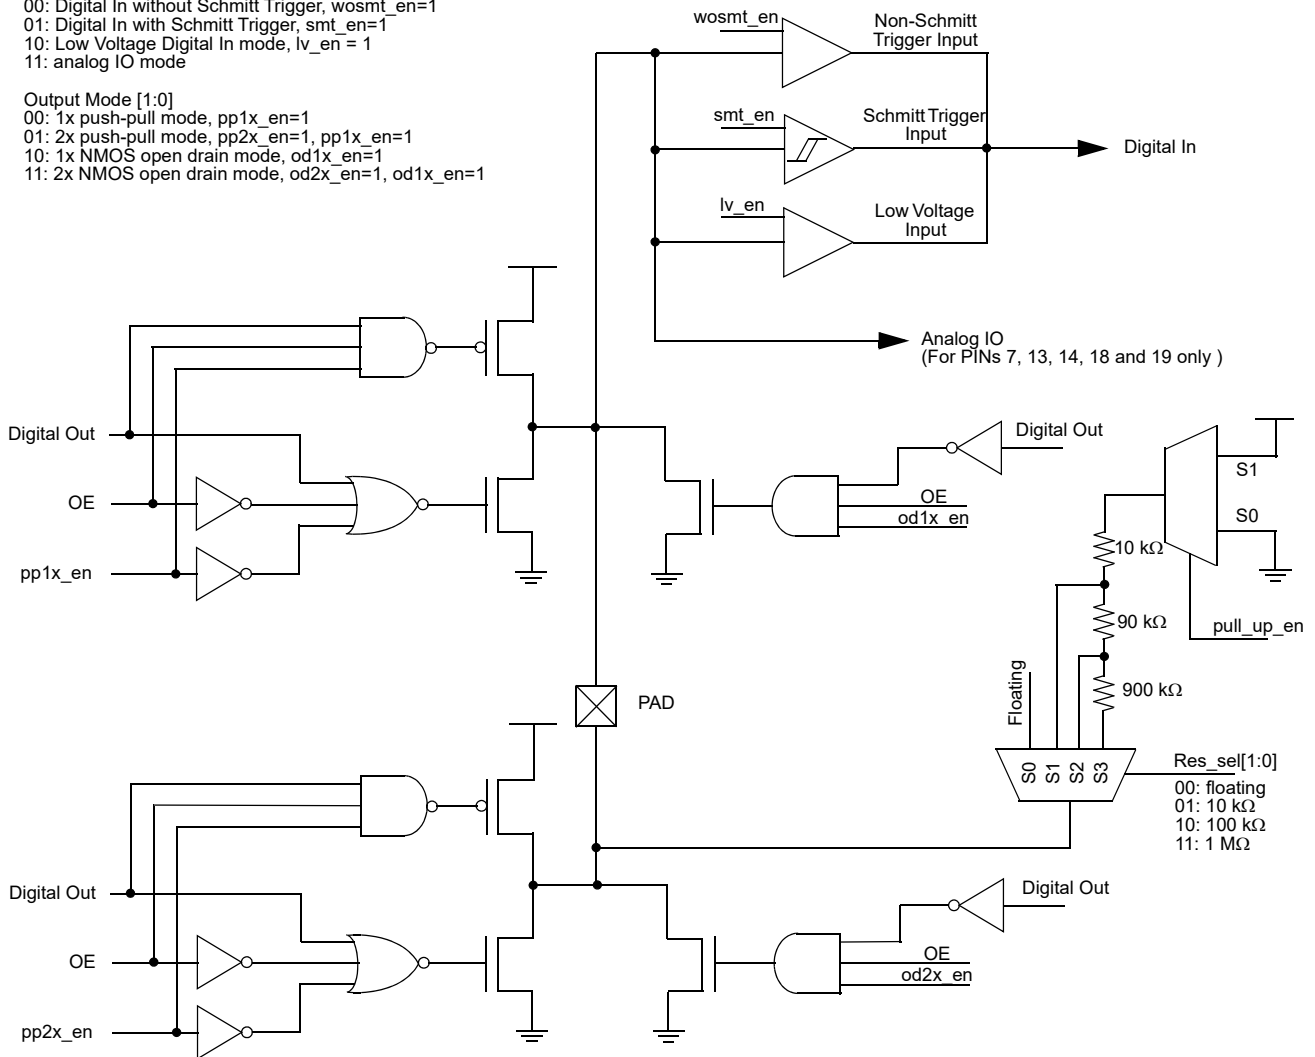 00: Digital In without Schmitt Trigger, wosmt_en=1
01: Digital In with Schmitt Trigger, smt_en=1
10: Low Voltage Digital In mode, lv_en = 1
11: analog IO mode
Output Mode [1:0]
00: 1x push-pull mode, pp1x_en=1
01: 2x push-pull mode, pp2x_en=1, pp1x_en=1
10: 1x NMOS open drain mode, od1x_en=1
11: 2x NMOS open drain mode, od2x_en=1, od1x_en=1
wosmt_en
Non-Schmitt
Trigger Input
smt_en
Schmitt Trigger
Input
Digital In
lv_en
Low Voltage
Input
Analog IO
(For PINs 7, 13, 14, 18 and 19 only )
Digital Out
OE
pp1x_en
Digital Out
OE
od1x_en
S1
S0
10 kΩ
90 kΩ
900 kΩ
pull_up_en
Floating
S0
S1
S2
S3
Res_sel[1:0]
00: floating
01: 10 kΩ
10: 100 kΩ
11: 1 MΩ
PAD
Digital Out
OE
pp2x_en
Digital Out
OE
od2x_en